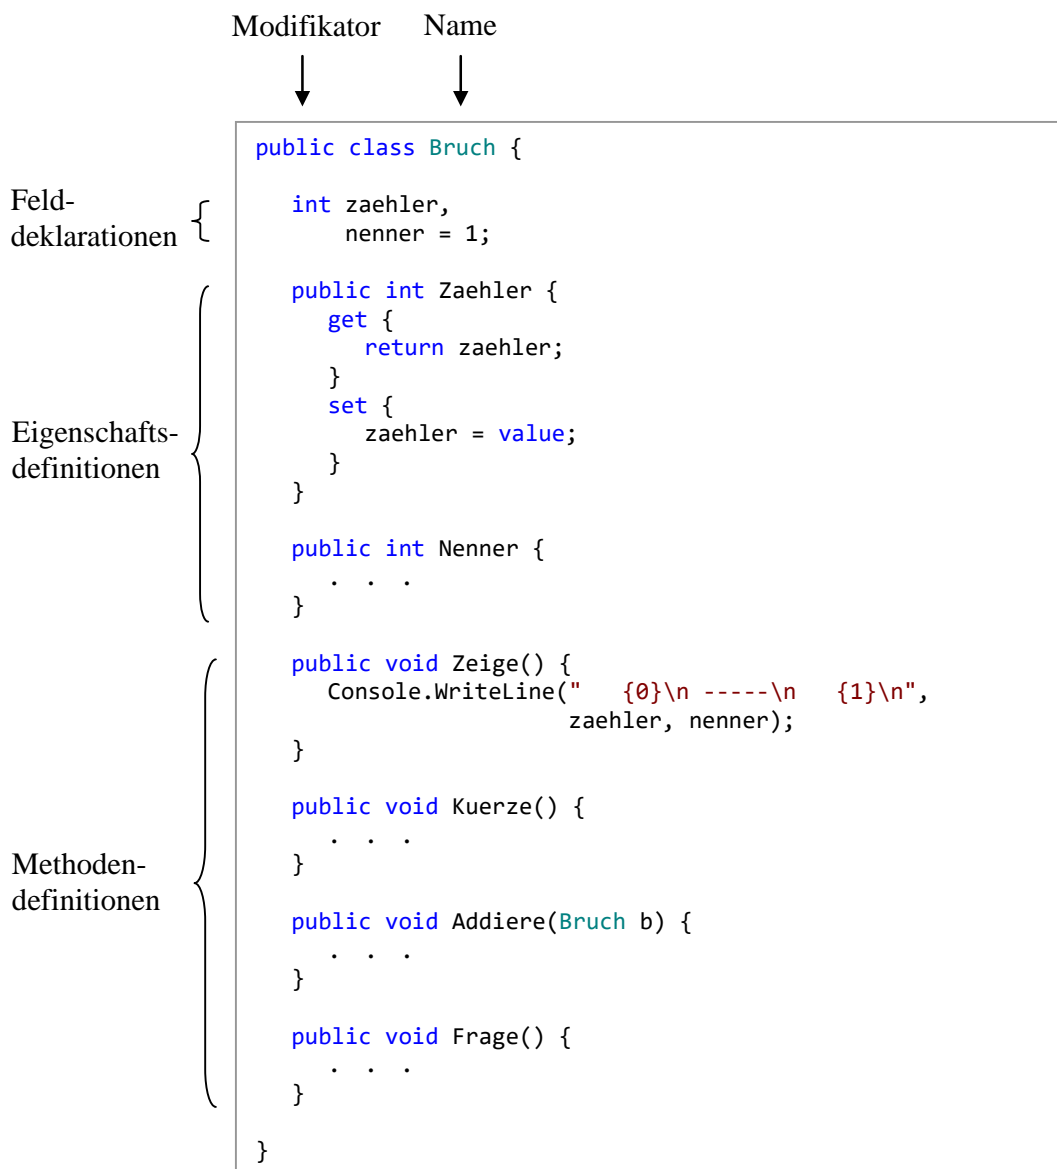 Modifikator Name
public class Bruch {
Feld-
deklarationen
int zaehler,
nenner = 1;
Eigenschafts-
definitionen
public int Zaehler {
get {
return zaehler;
}
set {
zaehler = value;
}
}
public int Nenner {
. . .
}
Methoden-
definitionen
public void Zeige() {
Console.WriteLine("   {0}\n -----\n   {1}\n",
zaehler, nenner);
}
public void Kuerze() {
. . .
}
public void Addiere(Bruch b) {
. . .
}
public void Frage() {
. . .
}
}